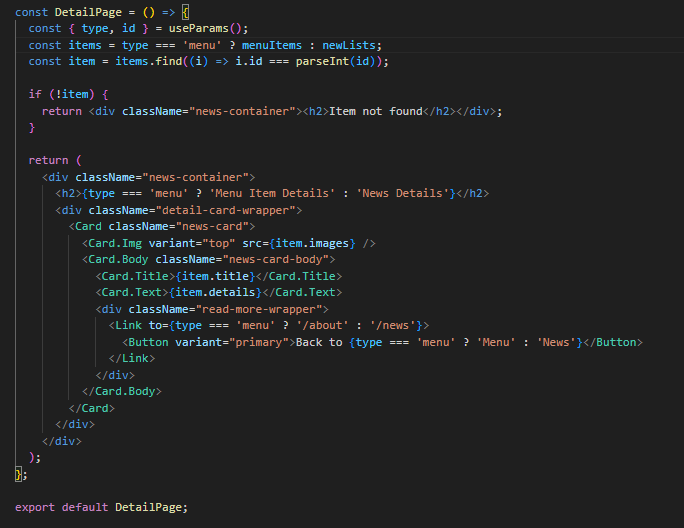 const DetailPage = () => {
  const { type, id } = useParams();
  const items = type === 'menu' ? menuItems : newLists;
  const item = items.find((i) => i.id === parseInt(id));

  if (!item) {
    return <div className="news-container"><h2>Item not found</h2></div>;
  }

  return (
    <div className="news-container">
      <h2>{type === 'menu' ? 'Menu Item Details' : 'News Details'}</h2>
      <div className="detail-card-wrapper">
        <Card className="news-card">
          <Card.Img variant="top" src={item.images} />
          <Card.Body className="news-card-body">
            <Card.Title>{item.title}</Card.Title>
            <Card.Text>{item.details}</Card.Text>
            <div className="read-more-wrapper">
              <Link to={type === 'menu' ? '/about' : '/news'}>
                <Button variant="primary">Back to {type === 'menu' ? 'Menu' : 'News'}</Button>
              </Link>
            </div>
          </Card.Body>
        </Card>
      </div>
    </div>
  );
};

export default DetailPage;